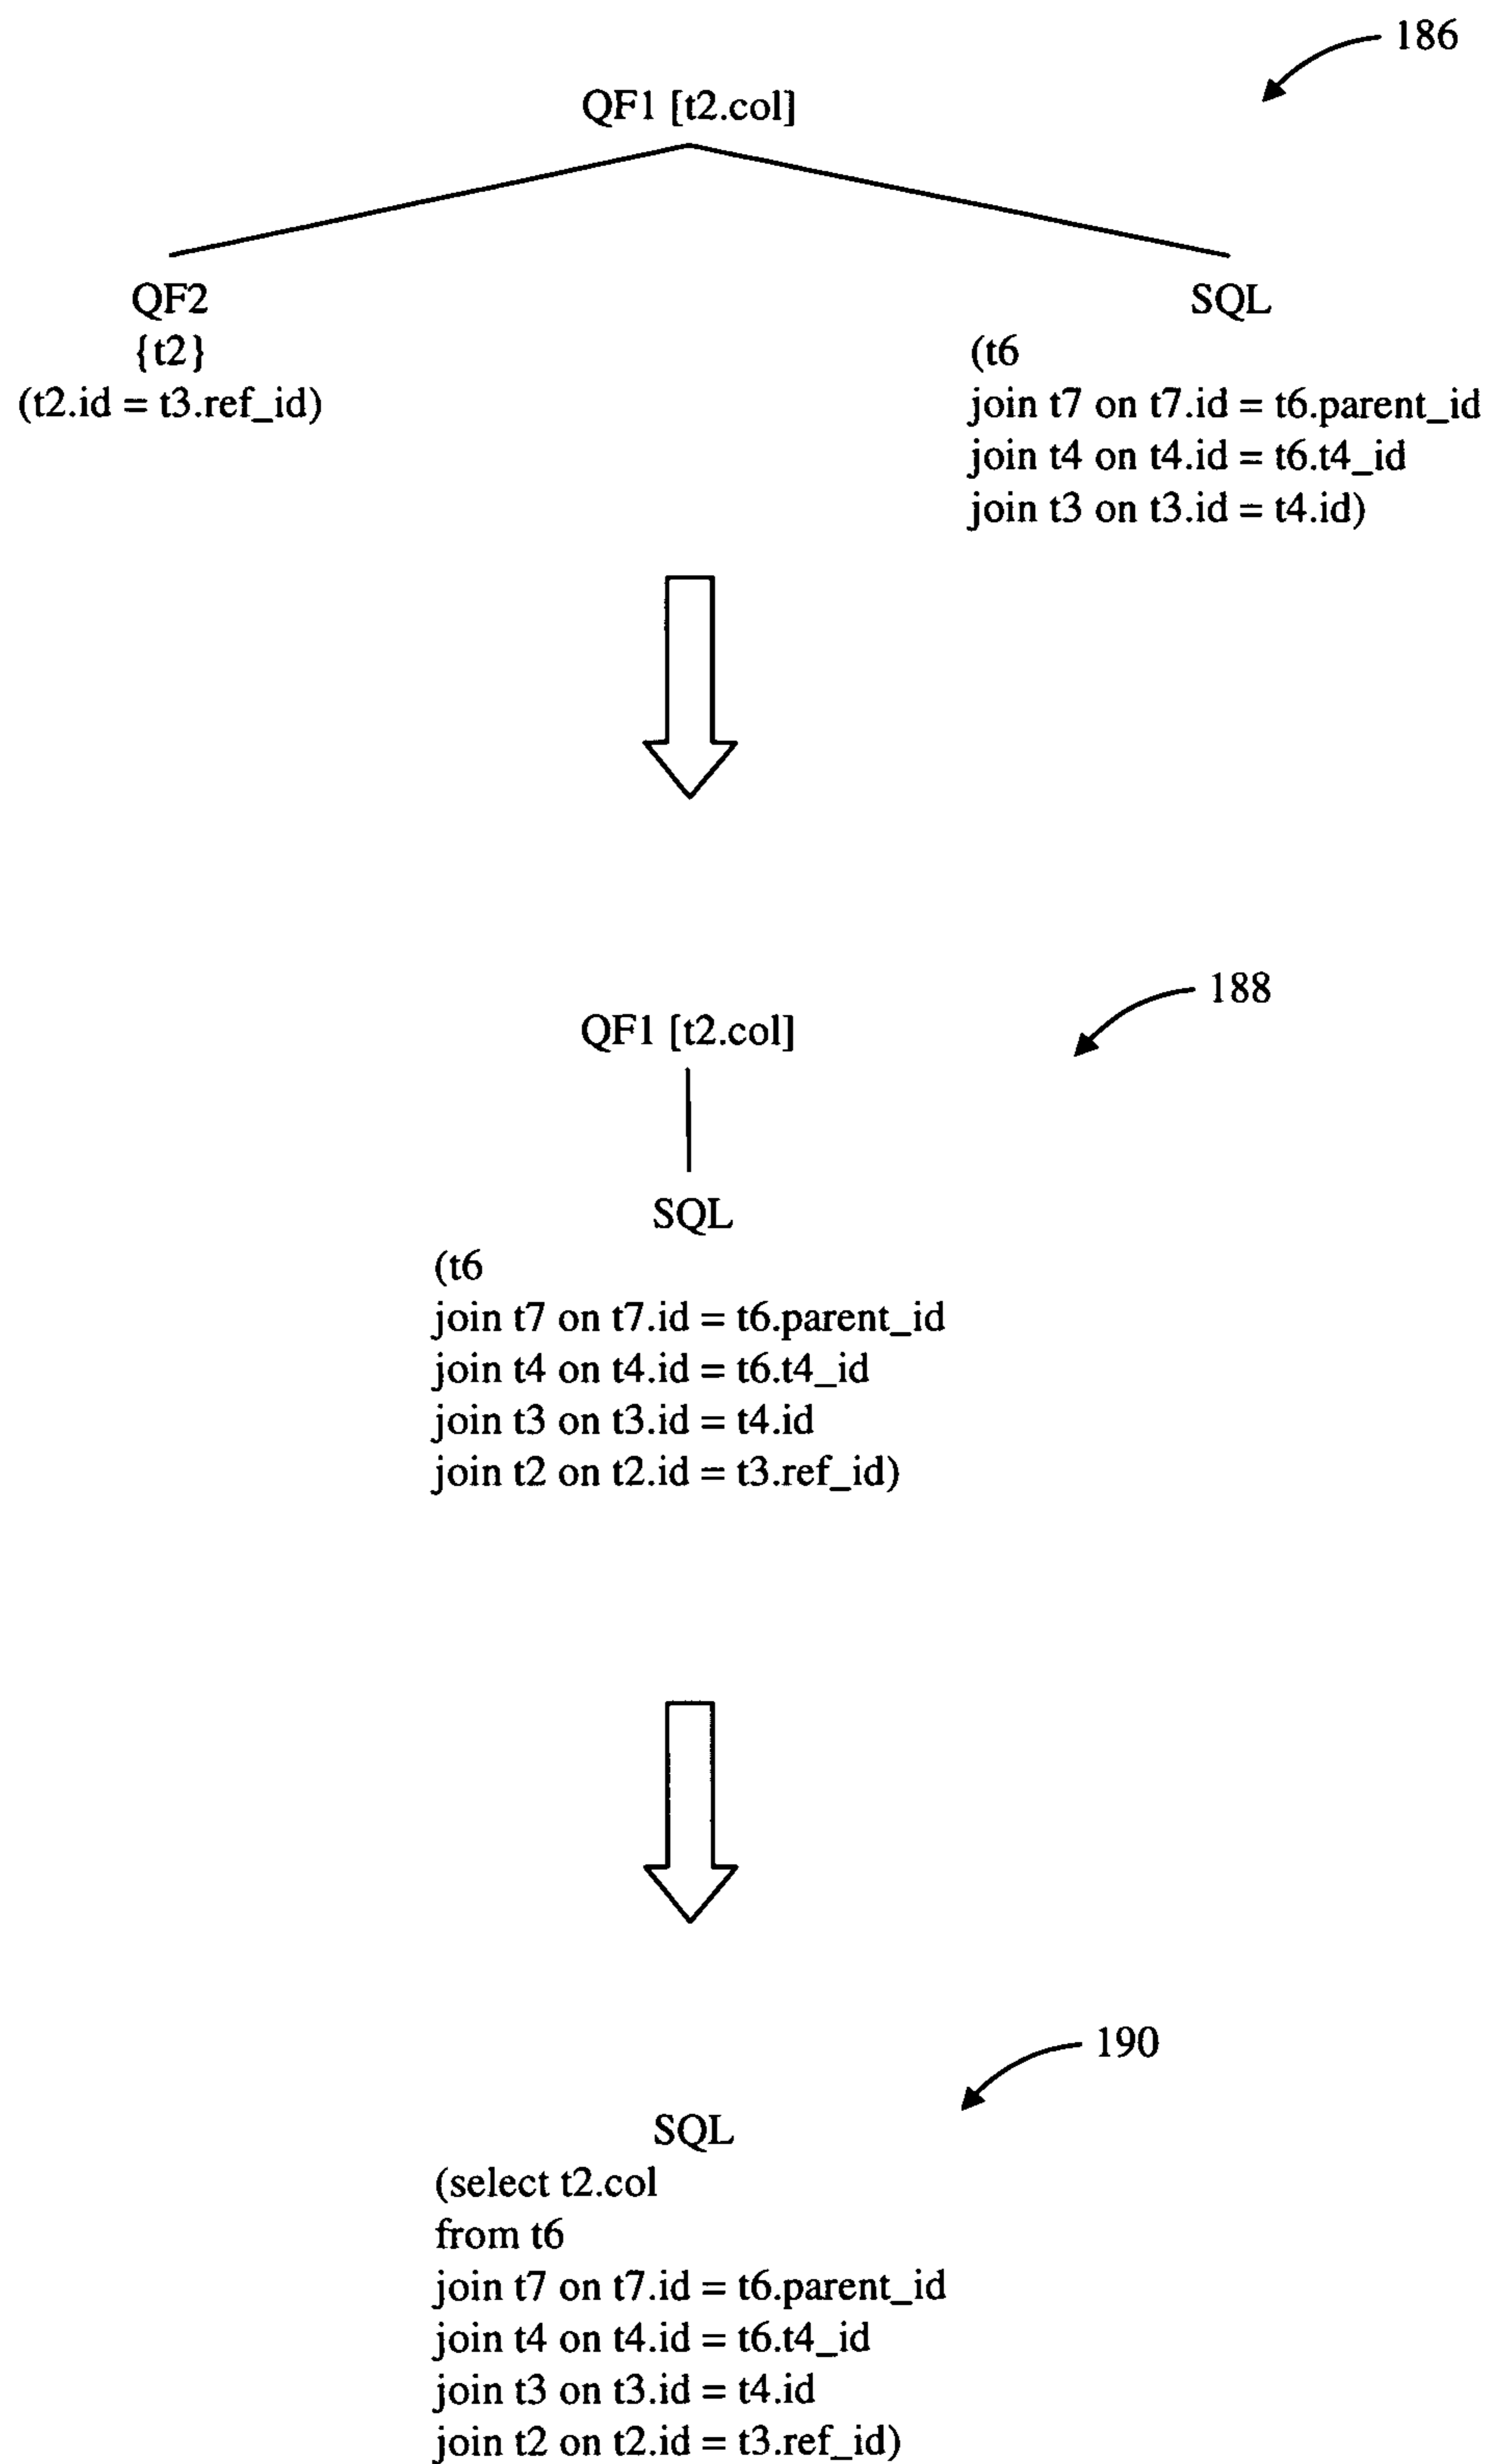 186
QF1 [t2.col]
QF2
{t2}
(t2.id = t3.ref_id)
SQL
(t6
join t7 on t7.id = t6.parent_id
join t4 on t4.id = t6.t4_id
join t3 on t3.id = t4.id)
188
QF1 [t2.col]
SQL
(t6
join t7 on t7.id = t6.parent_id
join t4 on t4.id = t6.t4_id
join t3 on t3.id = t4.id
join t2 on t2.id = t3.ref_id)
190
SQL
(select t2.col
from t6
join t7 on t7.id = t6.parent_id
join t4 on t4.id = t6.t4_id
join t3 on t3.id = t4.id
join t2 on t2.id = t3.ref_id)